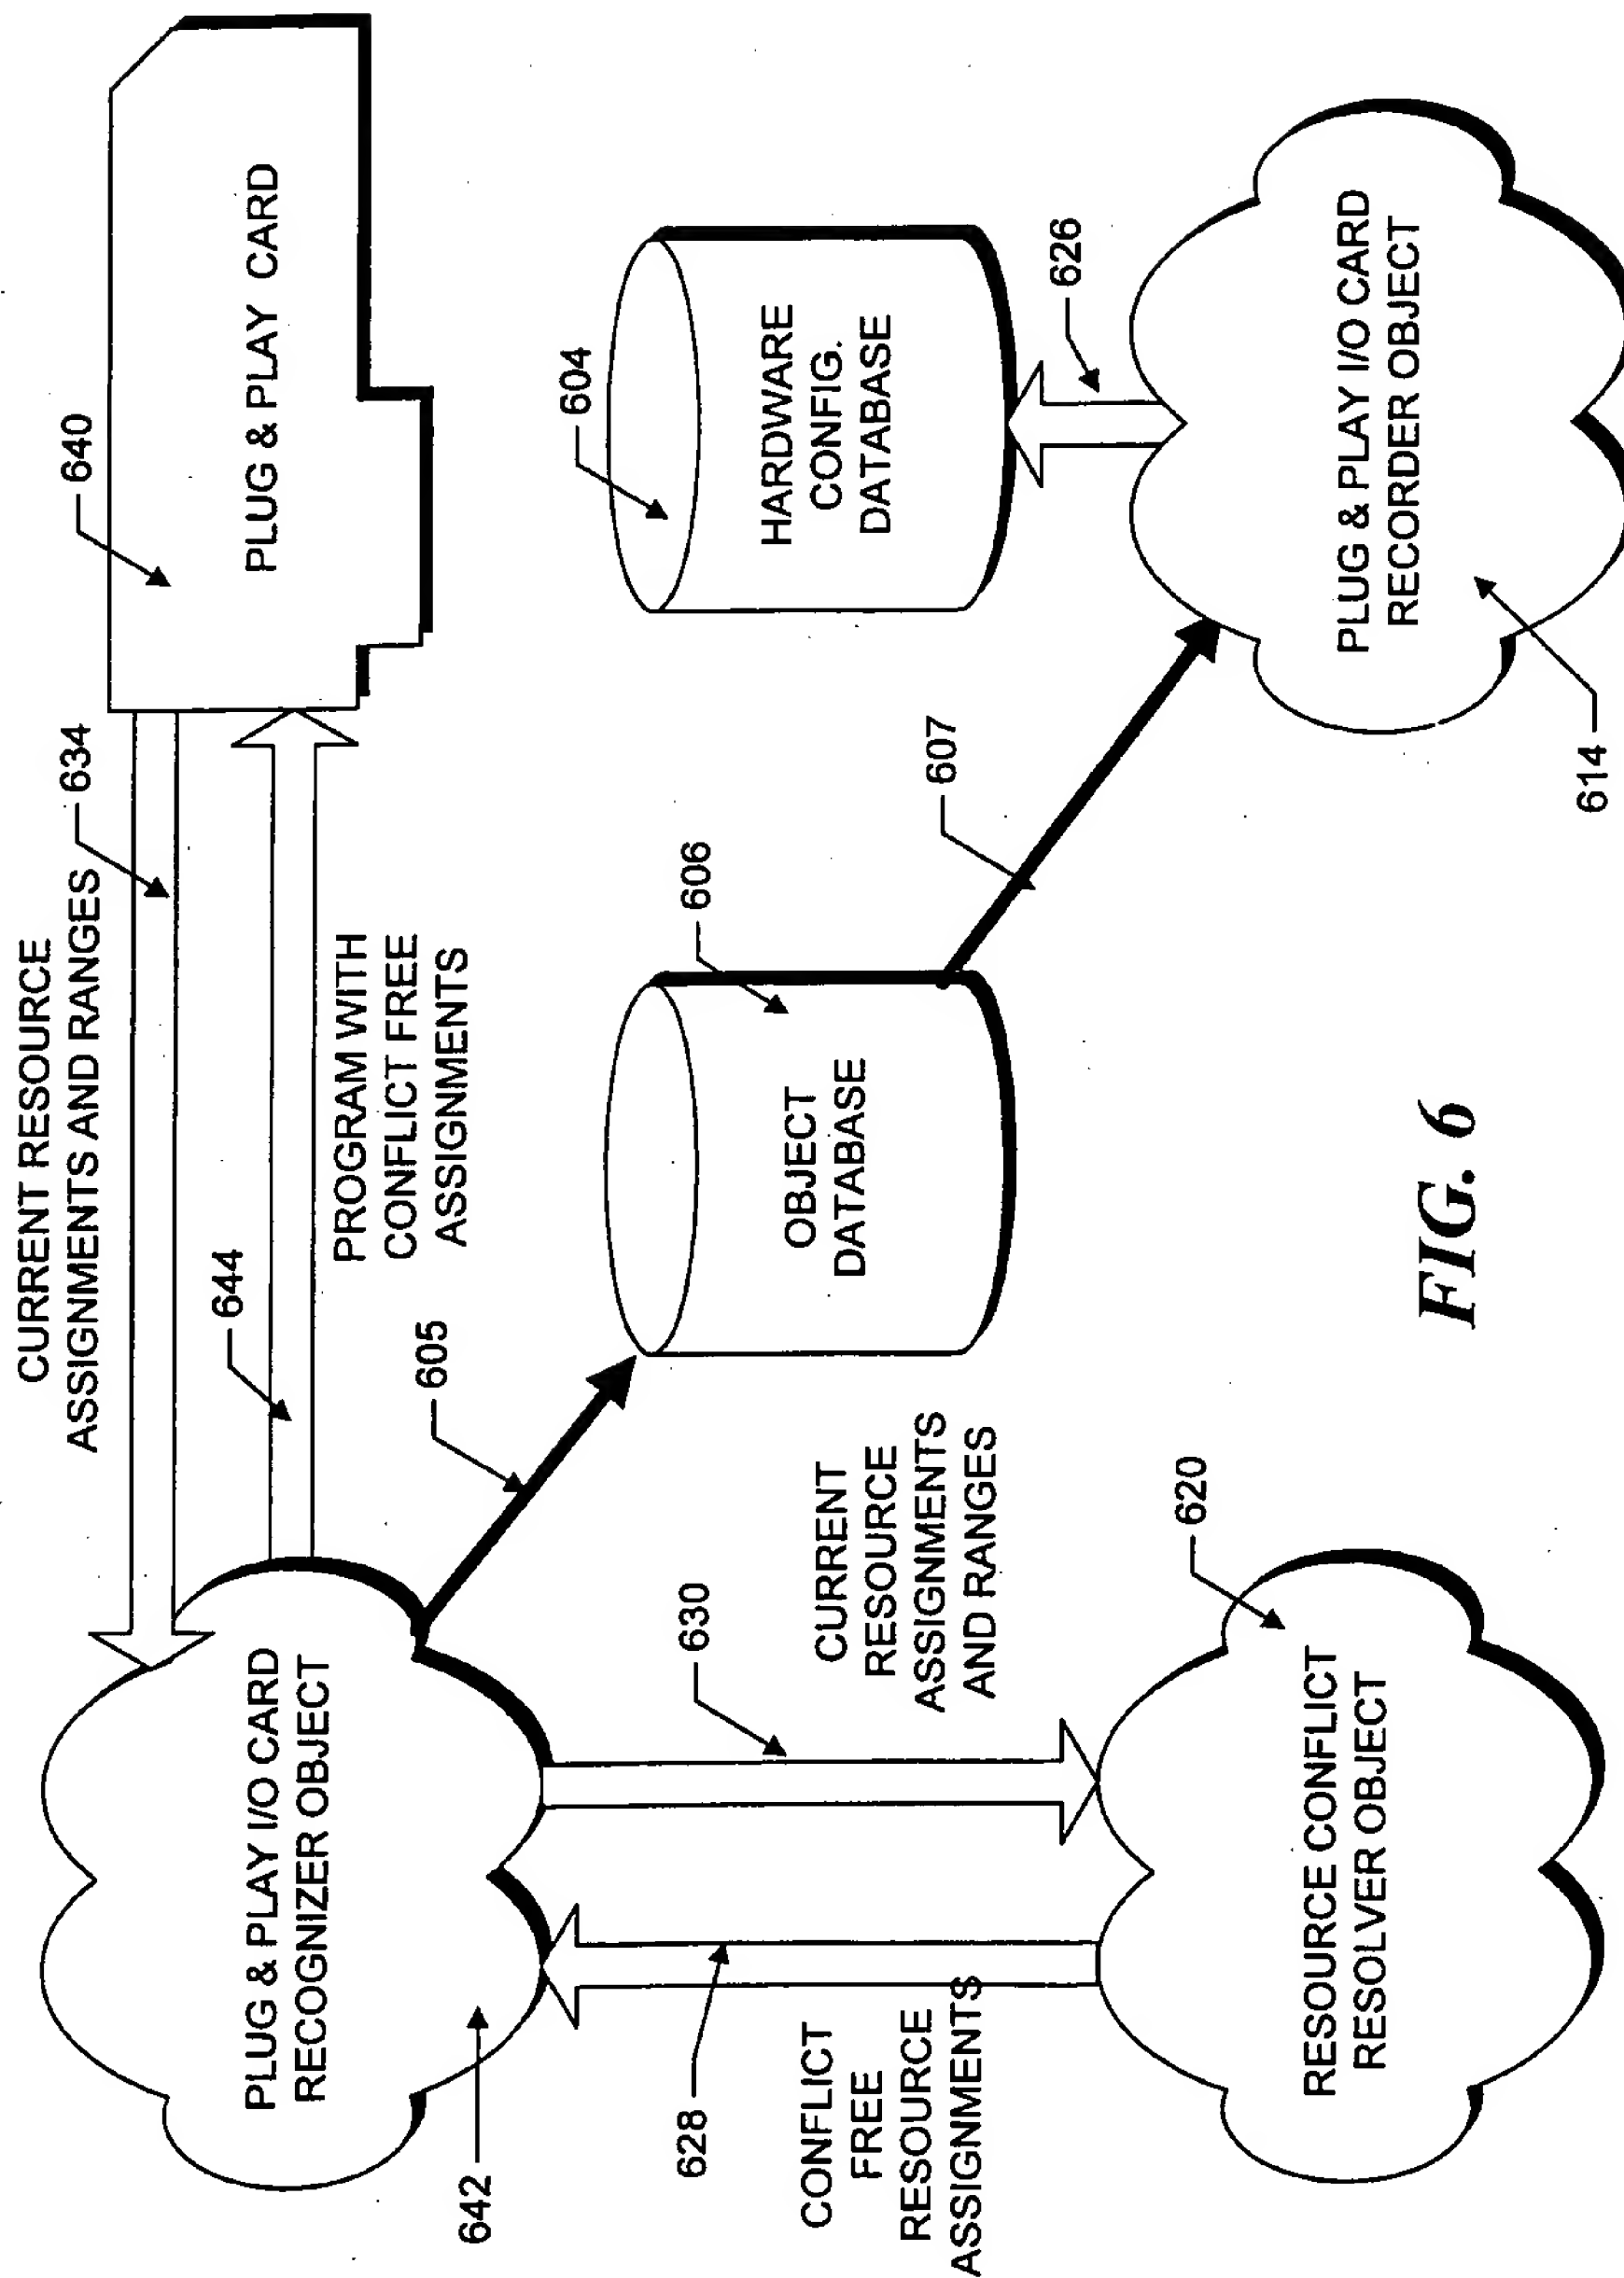 CURRENT RESOURCE
ASSIGNMENTS AND RANGES
634
640
PLUG & PLAY I/O CARD
RECOGNIZER OBJECT
PLUG & PLAY CARD
644
PROGRAM WITH
CONFLICT FREE
ASSIGNMENTS
642
605
606
604
628
CONFLICT
FREE
RESOURCE
ASSIGNMENTS
630
CURRENT
RESOURCE
ASSIGNMENTS
AND RANGES
OBJECT
DATABASE
HARDWARE
CONFIG.
DATABASE
607
626
620
RESOURCE CONFLICT
RESOLVER OBJECT
PLUG & PLAY I/O CARD
RECORDER OBJECT
614
FIG. 6